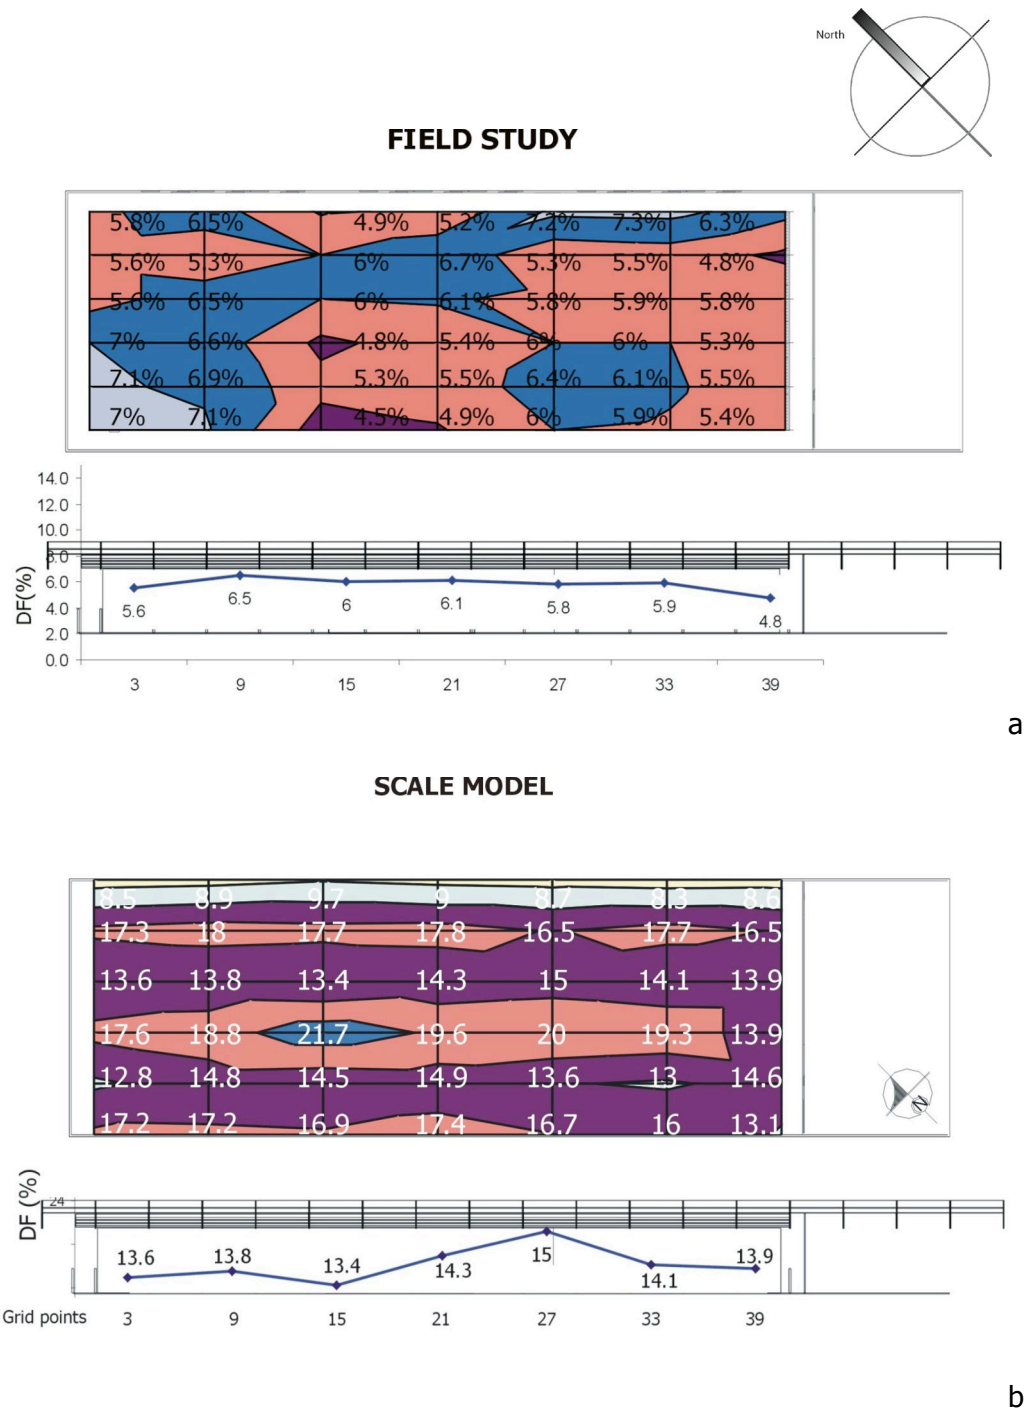 North
FIELD STUDY
5.8% 6.5% 4.9% 5.2% 7.2% 7.3% 6.3%
5.6% 5.3% 6% 6.7% 5.3% 5.5% 4.8%
5.6% 6.5% 6% 6.1% 5.8% 5.9% 5.8%
7% 6.6% 4.8% 5.4% 6% 6% 5.3%
7.1% 6.9% 5.3% 5.5% 6.4% 6.1% 5.5%
7% 7.1% 4.5% 4.9% 6% 5.9% 5.4%
14.0
12.0
10.0
8.0
6.0
4.0
2.0
0.0
DF(%)
5.6 6.5 6 6.1 5.8 5.9 4.8
3 9 15 21 27 33 39
a
SCALE MODEL
8.5 8.9 9.7 9 8.7 8.3 8.6
17.3 18 17.7 17.8 16.5 17.7 16.5
13.6 13.8 13.4 14.3 15 14.1 13.9
17.6 18.8 21.7 19.6 20 19.3 13.9
12.8 14.8 14.5 14.9 13.6 13 14.6
17.2 17.2 16.9 17.4 16.7 16 13.1
N
DF (%)
24
13.6 13.8 13.4 14.3 15 14.1 13.9
Grid points 3 9 15 21 27 33 39
b